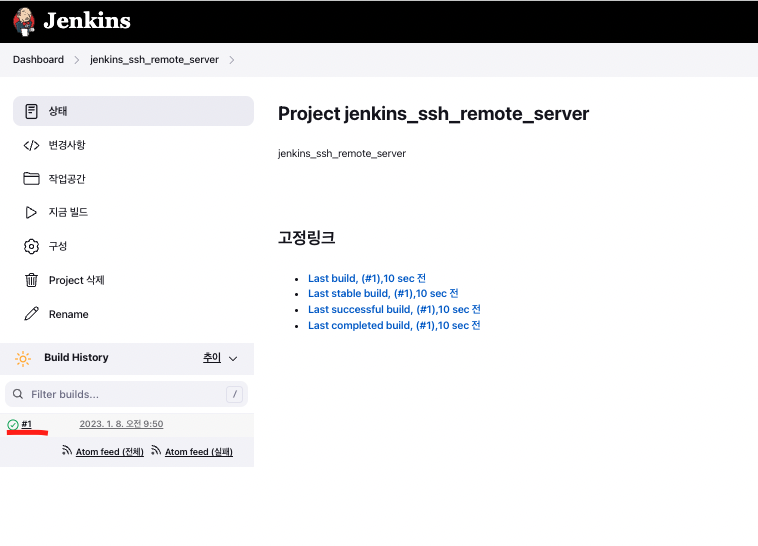 Jenkins
Dashboard
jenkins_ssh_remote_server
상태
변경사항
작업공간
지금 빌드
구성
Project 삭제
Rename
Build History 추이
Filter builds... /
#1 2023. 1. 8. 오전 9:50
Atom feed (전체) Atom feed (실패)
Project jenkins_ssh_remote_server
jenkins_ssh_remote_server
고정링크
Last build, (#1),10 sec 전
Last stable build, (#1),10 sec 전
Last successful build, (#1),10 sec 전
Last completed build, (#1),10 sec 전